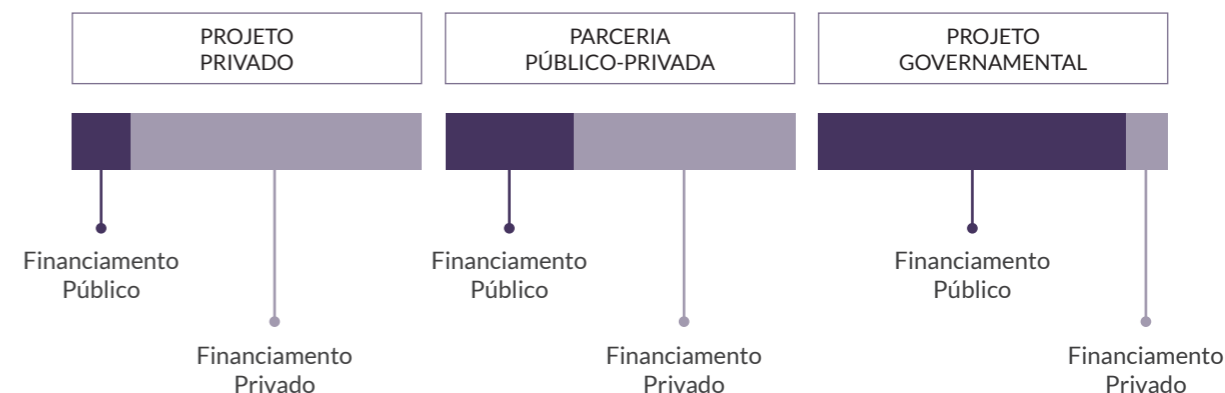 PROJETO
PRIVADO
PARCERIA
PÚBLICO-PRIVADA
PROJETO
GOVERNAMENTAL
Financiamento
Público
Financiamento
Privado
Financiamento
Público
Financiamento
Privado
Financiamento
Público
Financiamento
Privado